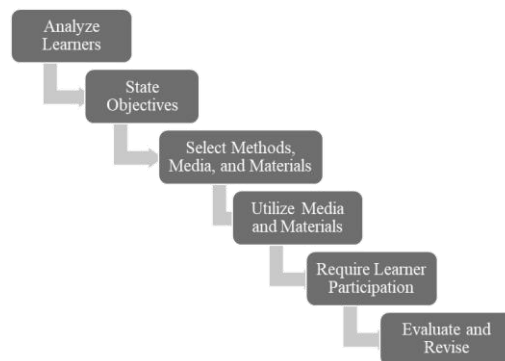 Analyze
Learners
State
Objectives
Select Methods,
Media, and Materials
Utilize Media
and Materials
Require Learner
Participation
Evaluate and
Revise